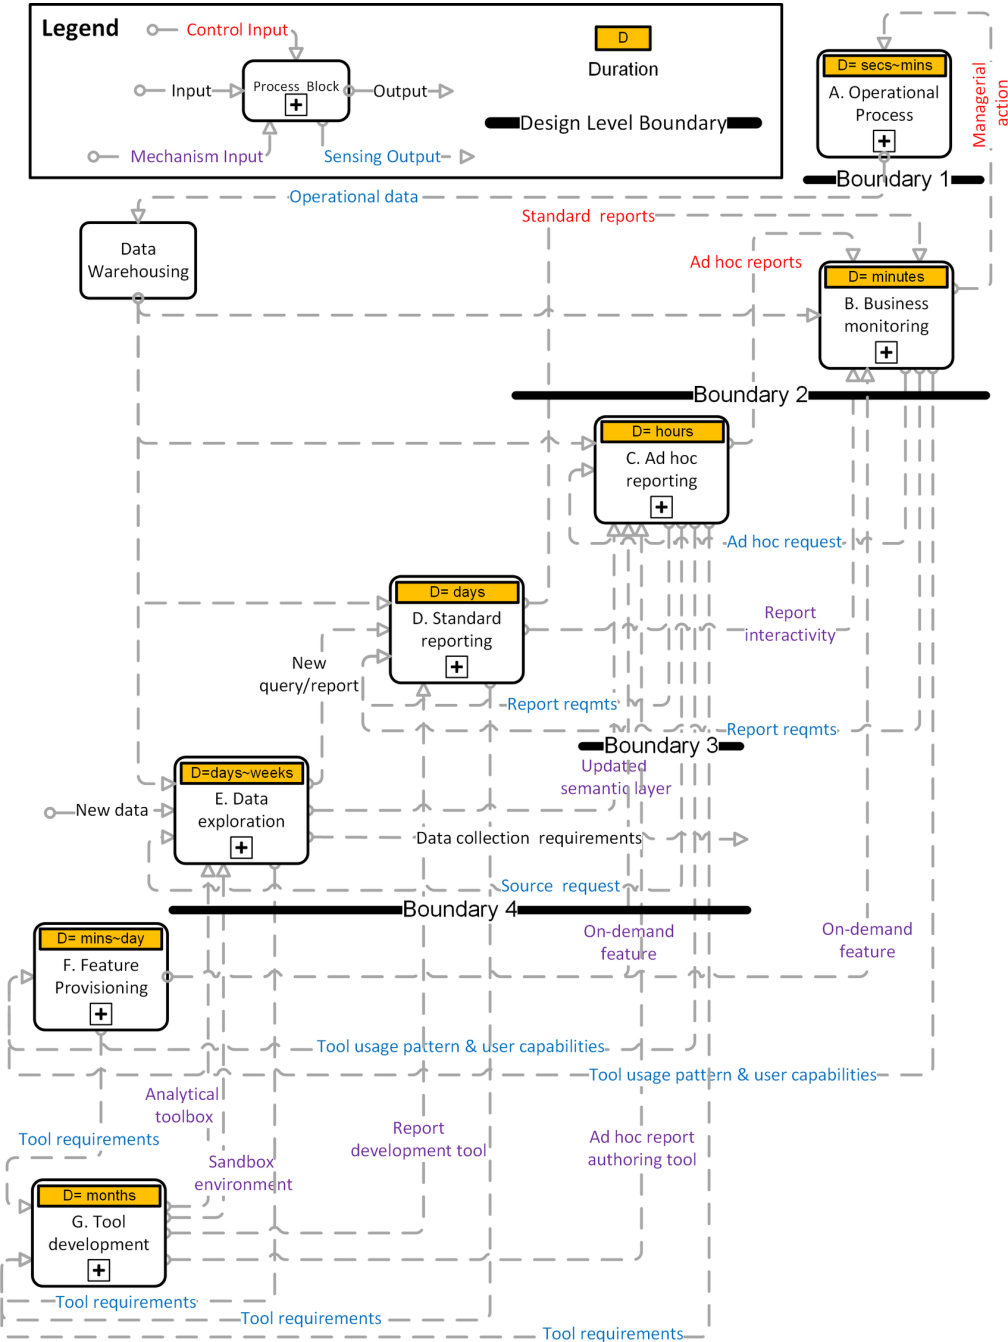 Legend
Control Input
Process Block
Input
Output
Mechanism Input
Sensing Output
D
Duration
Design Level Boundary
D= secs~mins
A. Operational
Process
Managerial
action
Boundary 1
Operational data
Standard reports
Data
Warehousing
Ad hoc reports
D= minutes
B. Business
monitoring
Boundary 2
D= hours
C. Ad hoc
reporting
Ad hoc request
D= days
D. Standard
reporting
Report
interactivity
New
query/report
Report reqmts
Report reqmts
Boundary 3
Updated
semantic layer
D=days~weeks
E. Data
exploration
New data
Data collection requirements
Source request
Boundary 4
On-demand
feature
On-demand
feature
D= mins~day
F. Feature
Provisioning
Tool usage pattern & user capabilities
Tool usage pattern & user capabilities
Analytical
toolbox
Tool requirements
Report
development tool
Ad hoc report
authoring tool
Sandbox
environment
D= months
G. Tool
development
Tool requirements
Tool requirements
Tool requirements